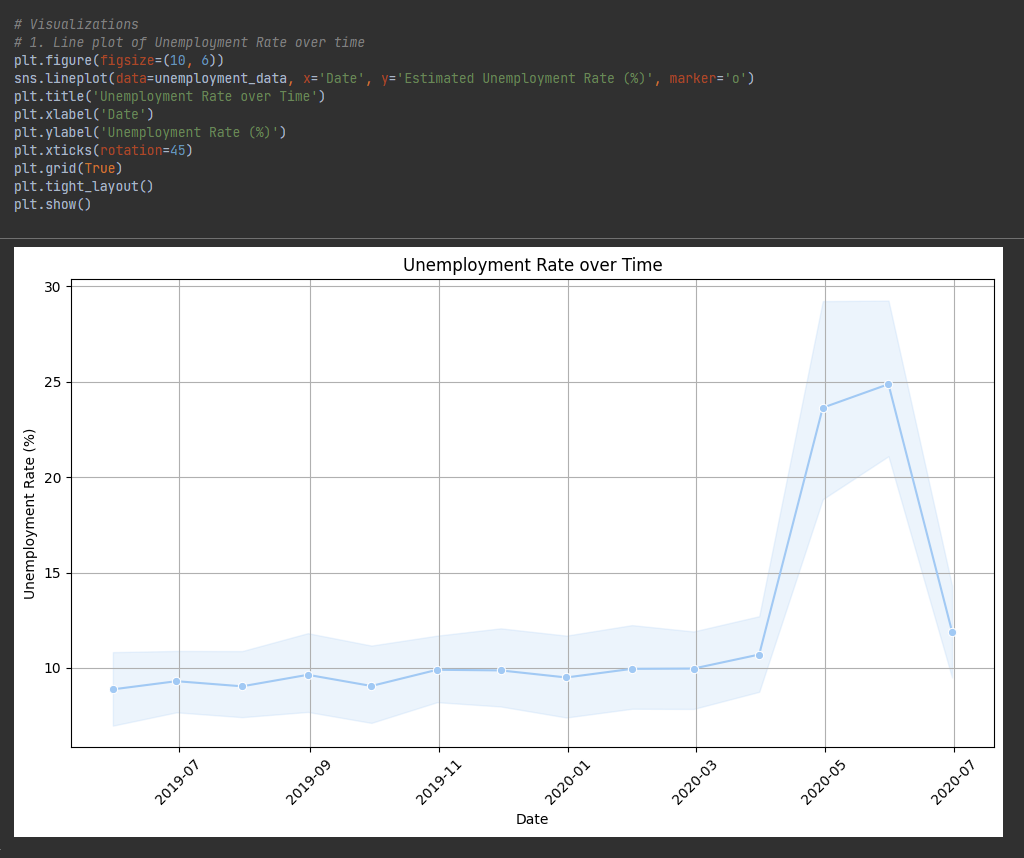 # Visualizations
# 1. Line plot of Unemployment Rate over time
plt.figure(figsize=(10, 6))
sns.lineplot(data=unemployment_data, x='Date', y='Estimated Unemployment Rate (%)', marker='o')
plt.title('Unemployment Rate over Time')
plt.xlabel('Date')
plt.ylabel('Unemployment Rate (%)')
plt.xticks(rotation=45)
plt.grid(True)
plt.tight_layout()
plt.show()
Unemployment Rate over Time
Unemployment Rate (%)
30
25
20
15
10
2019-07
2019-09
2019-11
2020-01
2020-03
2020-05
2020-07
Date